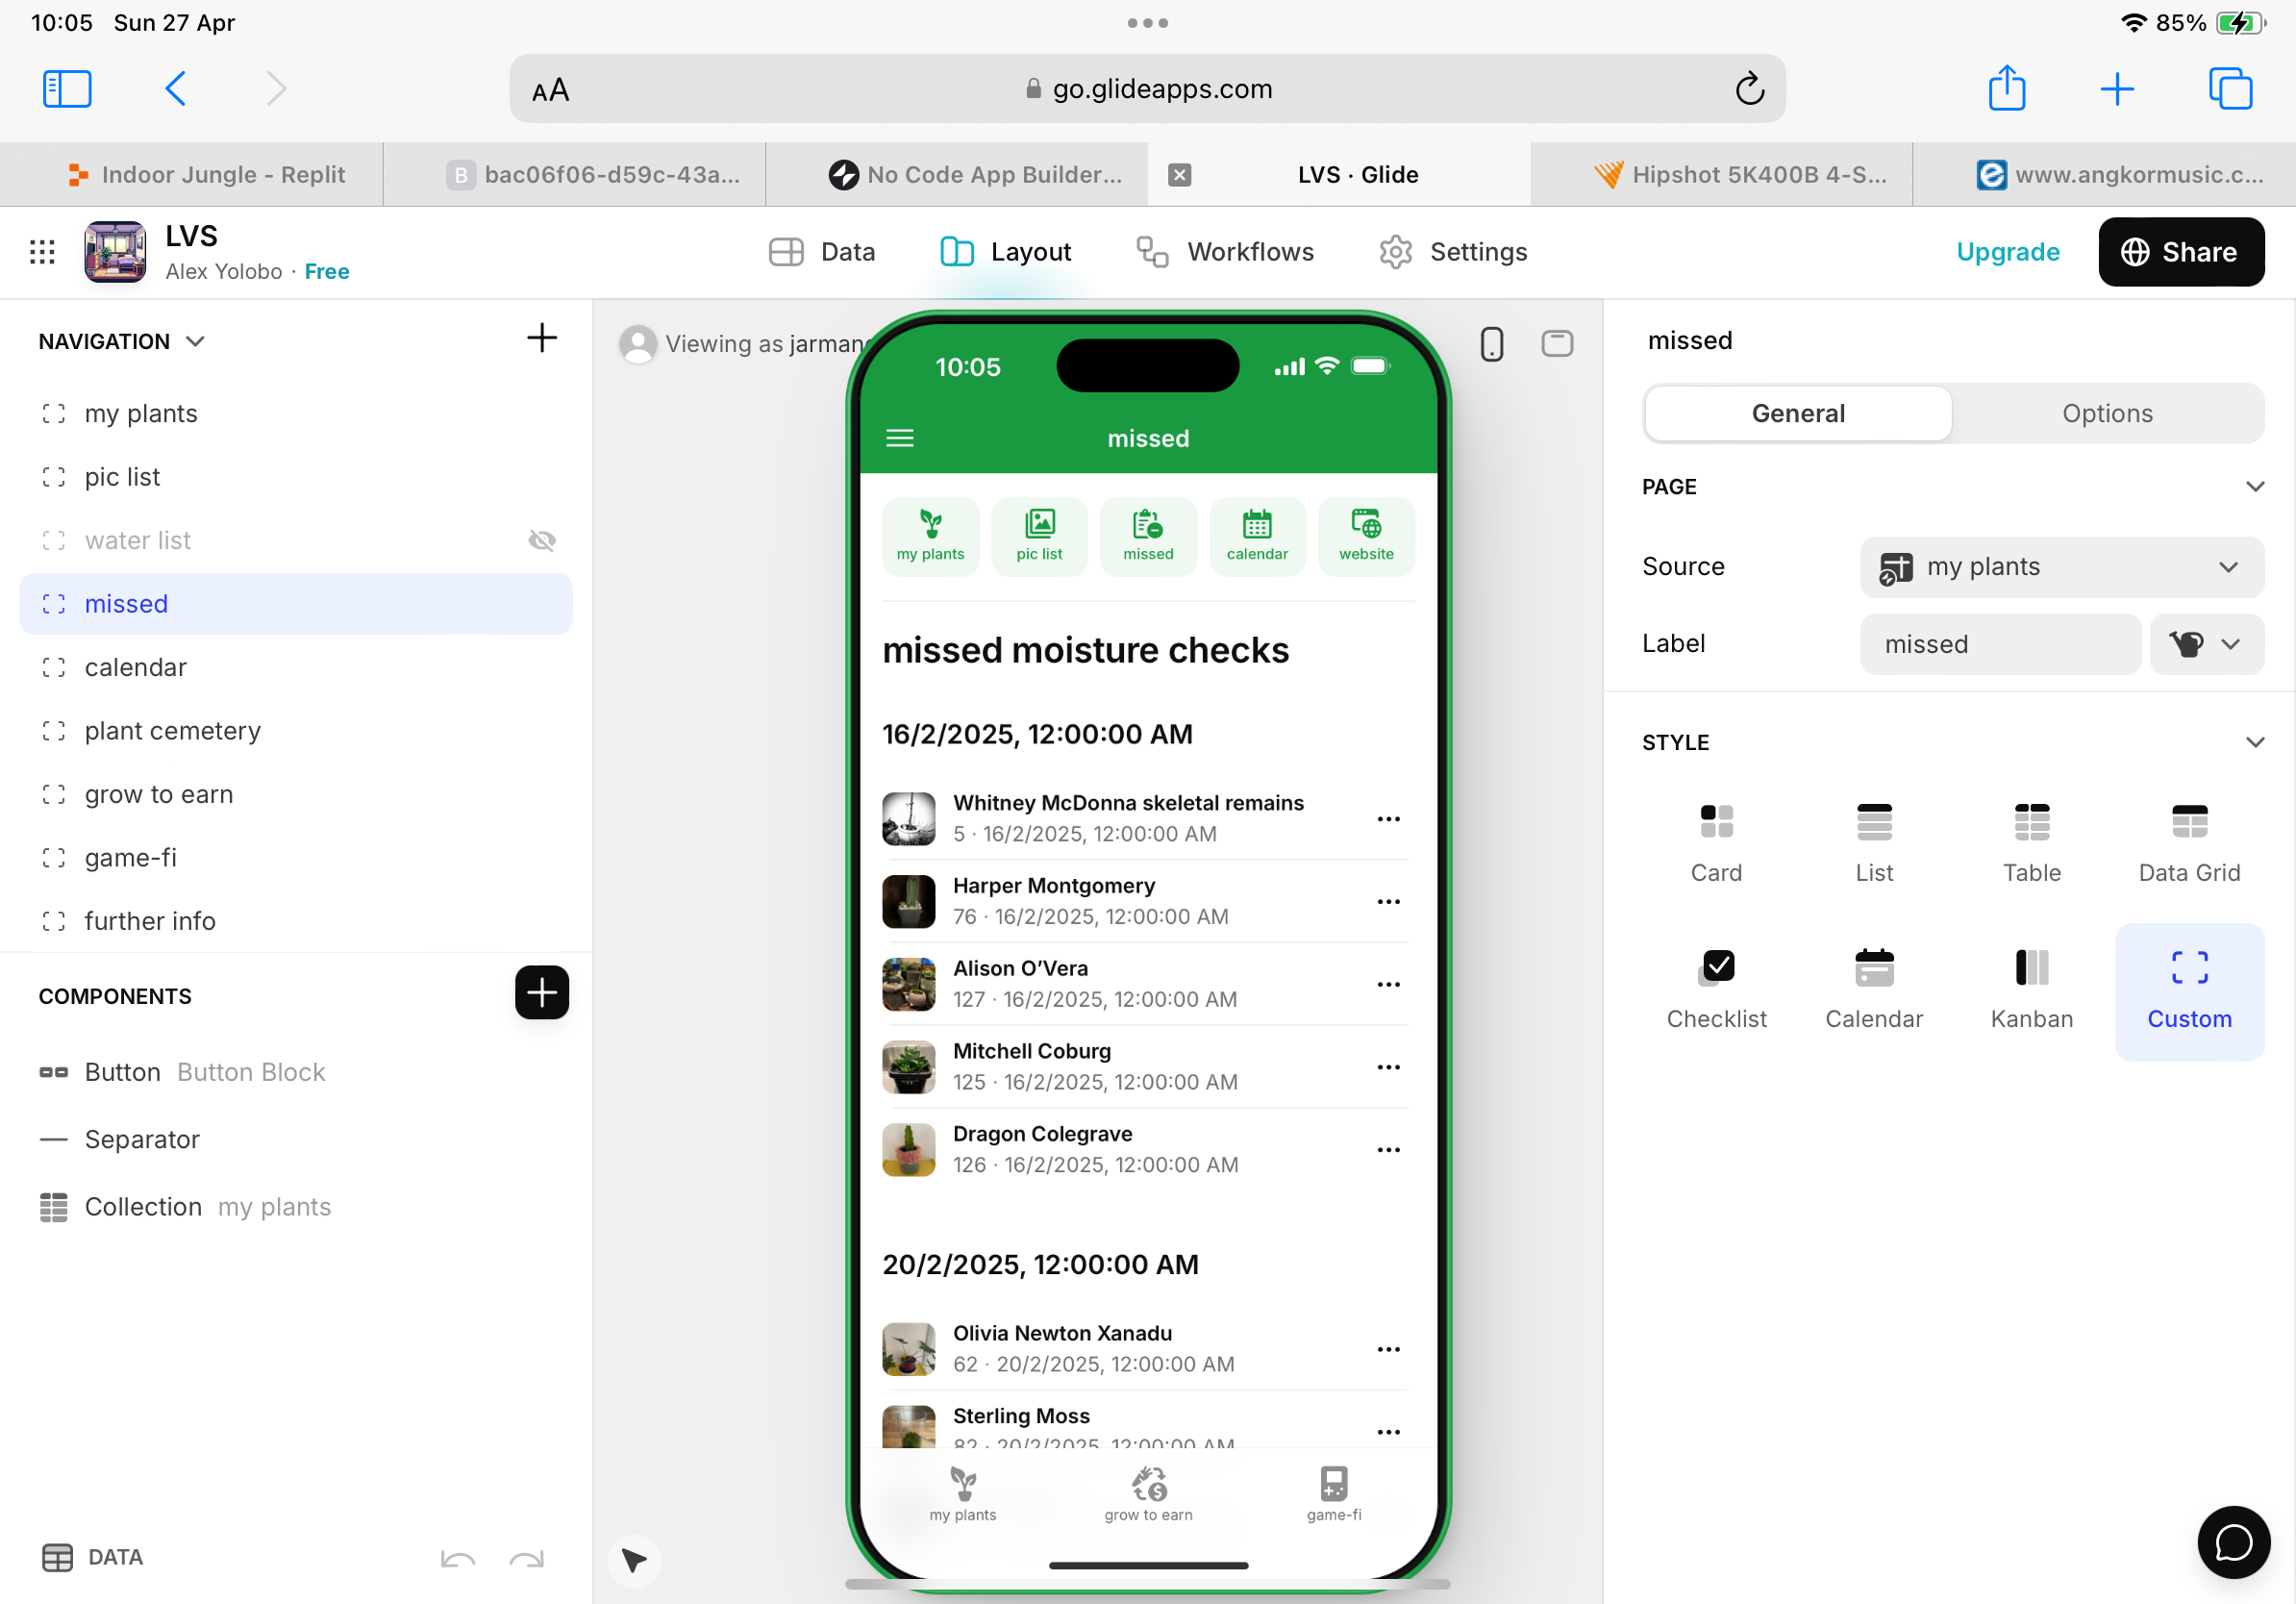 10:05 Sun 27 Apr
85%
AA
go.glideapps.com
Indoor Jungle - Replit
B bac06f06-d59c-43a...
No Code App Builder...
LVS · Glide
Hipshot 5K400B 4-S...
www.angkormusic.c...
LVS
Alex Yolobo · Free
Data
Layout
Workflows
Settings
Upgrade
Share
NAVIGATION
my plants
pic list
water list
missed
calendar
plant cemetery
grow to earn
game-fi
further info
COMPONENTS
Button Button Block
Separator
Collection my plants
DATA
Viewing as jarman
10:05
missed
my plants
pic list
missed
calendar
website
missed moisture checks
16/2/2025, 12:00:00 AM
Whitney McDonna skeletal remains
5 · 16/2/2025, 12:00:00 AM
Harper Montgomery
76 · 16/2/2025, 12:00:00 AM
Alison O’Vera
127 · 16/2/2025, 12:00:00 AM
Mitchell Coburg
125 · 16/2/2025, 12:00:00 AM
Dragon Colegrave
126 · 16/2/2025, 12:00:00 AM
20/2/2025, 12:00:00 AM
Olivia Newton Xanadu
62 · 20/2/2025, 12:00:00 AM
Sterling Moss
82 · 20/2/2025, 12:00:00 AM
my plants
grow to earn
game-fi
missed
General
Options
PAGE
Source
my plants
Label
missed
STYLE
Card
List
Table
Data Grid
Checklist
Calendar
Kanban
Custom